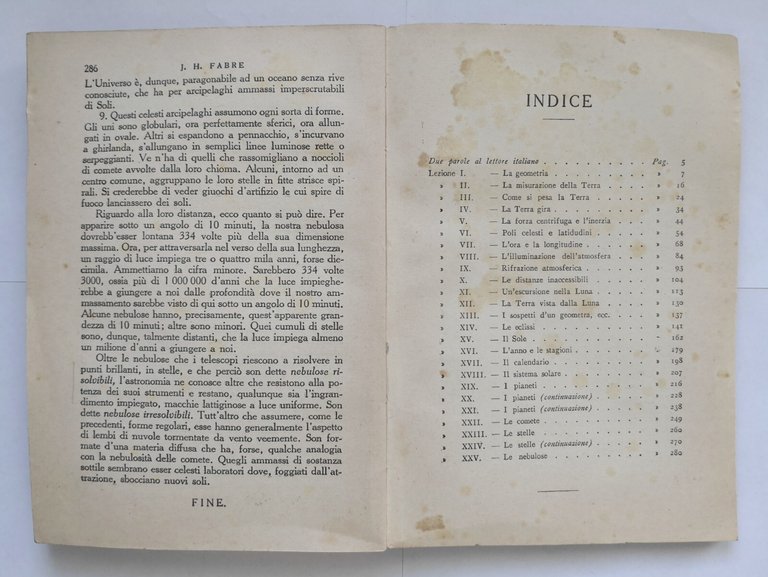 286 J. H. FABRE
L'Universo è, dunque, paragonabile ad un oceano senza rive
conosciute, che ha per arcipelaghi ammassi imperscrutabili
di Soli.
9. Questi celesti arcipelaghi assumono ogni sorta di forme.
Gli uni sono globulari, ora perfettamente sferici, ora allun-
gati in ovale. Altri si espandono a pennacchio, s'incurvano
a ghirlanda, s'allungano in semplici linee luminose rette o
serpeggianti. Ve n'ha di quelli che rassomigliano a noccioli
di comete avvolte dalla loro chioma. Alcuni, intorno ad un
centro comune, aggruppano le loro stelle in fitte strisce spi-
rali. Si crederebbe di veder giuochi d'artifizio le cui spire di
fuoco lanciassero dei soli.
Riguardo alla loro distanza, ecco quanto si può dire. Per
apparire sotto un angolo di 10 minuti, la nostra nebulosa
dovrebb'esser lontana 334 volte più della sua dimensione
massima. Ora, per attraversarla nel verso della sua lunghezza,
un raggio di luce impiega tre o quattro mila anni, forse die-
cimila. Ammettiamo la cifra minore. Sarebbero 334 volte
3000, ossia più di 1 000 000 d'anni che la luce impieghe-
rebbe a giungere a noi dalle profondità dove il nostro am-
massamento sarebbe visto di qui sotto un angolo di 10 minuti.
Alcune nebulose hanno, precisamente, quest'apparente gran-
dezza di 10 minuti; altre sono minori. Quei cumuli di stelle
sono, dunque, talmente distanti, che la luce impiega almeno
un milione d'anni a giungere a noi.
Oltre le nebulose che i telescopi riescono a risolvere in
punti brillanti, in stelle, e che perciò son dette nebulose ri-
solvibili, l'astronomia ne conosce altre che resistono alla po-
tenza dei suoi strumenti e restano, qualunque sia l'ingran-
dimento impiegato, macchie lattiginose a luce uniforme. Son
dette nebulose irresolvibili. Tutt'altro che assumere, come le
precedenti, forme regolari, esse hanno generalmente l'aspetto
di lembi di nuvole tormentate da vento veemente. Son for-
mate d'una materia diffusa che ha, forse, qualche analogia
con la nebulosità delle comete. Quegli ammassi di sostanza
sottile sembrano esser celesti laboratori dove, foggiati dall'at-
trazione, sbocciano nuovi soli.
FINE.
INDICE
Due parole al lettore italiano . . . . . . . . . . Pag. 5
Lezione I. — La geometria . . . . . . . . . . » 7
» II. — La misurazione della Terra . . . . . . » 16
» III. — Come si pesa la Terra . . . . . . . . » 24
» IV. — La Terra gira . . . . . . . . . . » 34
» V. — La forza centrifuga e l'inerzia . . . . . » 44
» VI. — Poli celesti e latidudini . . . . . . . » 54
» VII. — L'ora e la longitudine . . . . . . . » 68
» VIII. — L'illuminazione dell'atmosfera . . . . . » 84
» IX. — Rifrazione atmosferica . . . . . . . » 95
» X. — Le distanze inaccessibili . . . . . . . » 104
» XI. — Un'escursione nella Luna . . . . . . » 113
» XII. — La Terra vista dalla Luna . . . . . . » 130
» XIII. — I sospetti d'un geometra, ecc. . . . . . » 137
» XIV. — Le eclissi . . . . . . . . . . . » 141
» XV. — Il Sole . . . . . . . . . . . . » 162
» XVI. — L'anno e le stagioni . . . . . . . . » 179
» XVII. — Il calendario . . . . . . . . . . » 198
» XVIII. — Il sistema solare . . . . . . . . . » 207
» XIX. — I pianeti . . . . . . . . . . . » 216
» XX. — I pianeti (continuazione) . . . . . . . » 228
» XXI. — I pianeti (continuazione) . . . . . . . » 238
» XXII. — Le comete . . . . . . . . . . . » 249
» XXIII. — Le stelle . . . . . . . . . . . » 260
» XXIV. — Le stelle (continuazione) . . . . . . . » 270
» XXV. — Le nebulose . . . . . . . . . . » 280